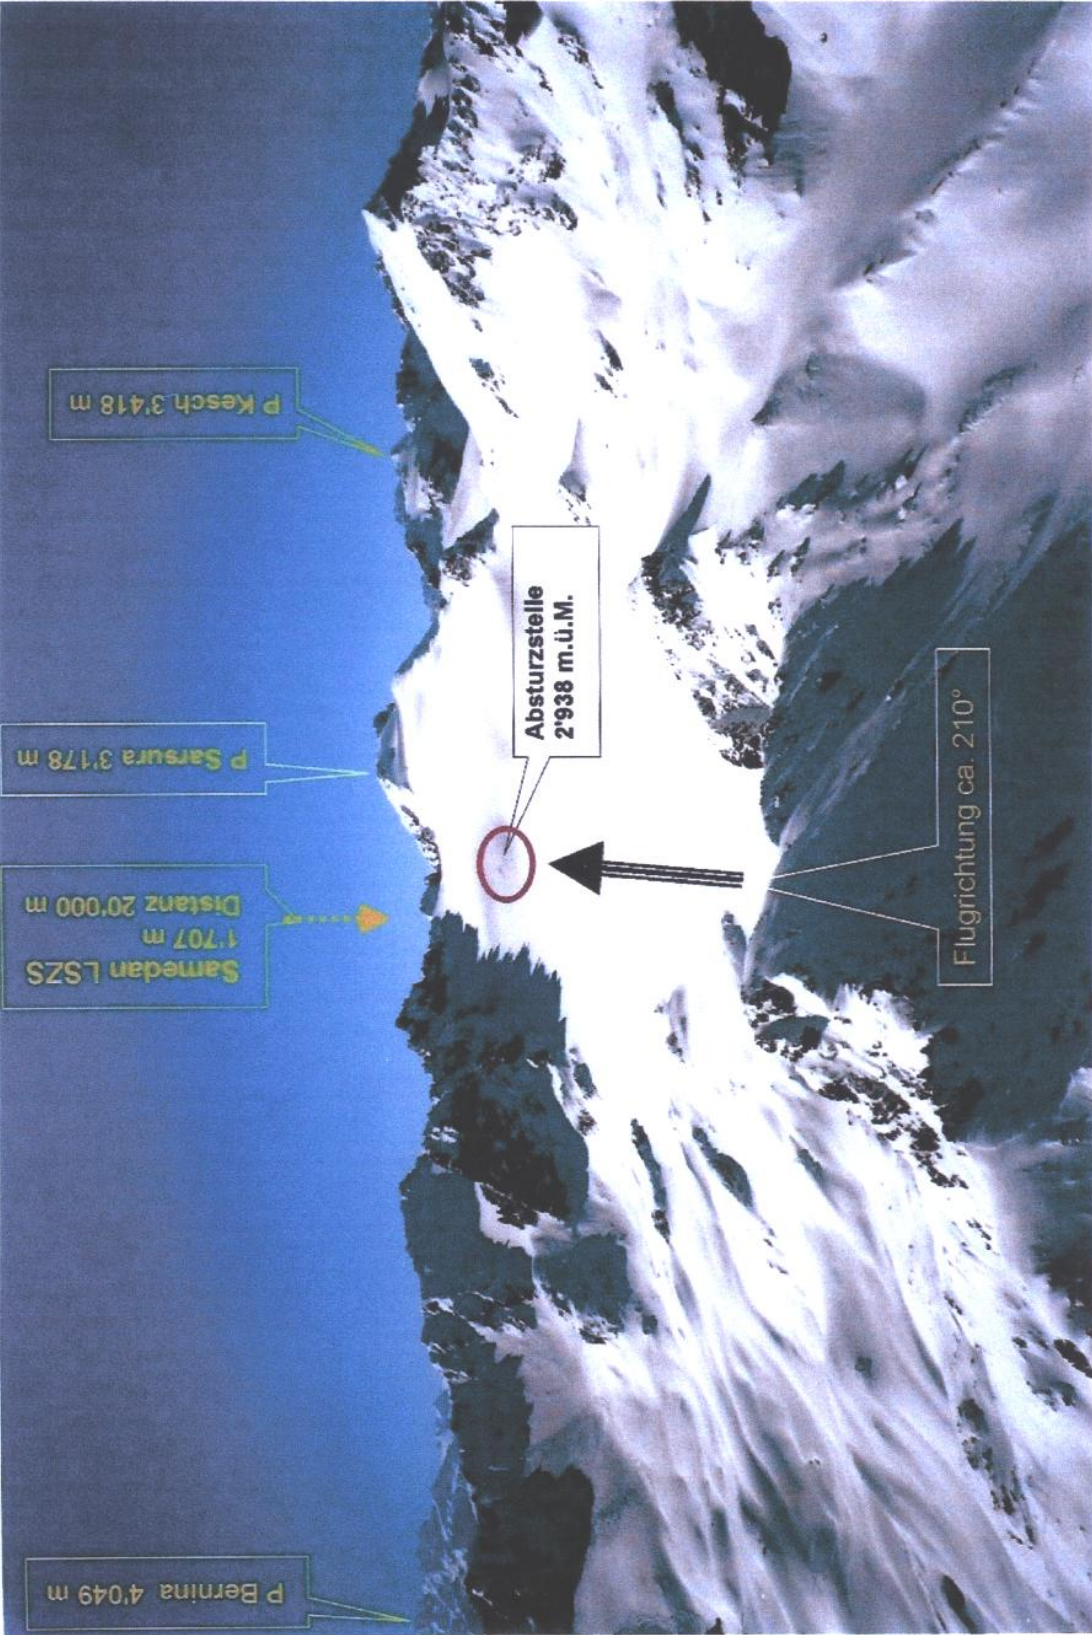 P Bernina 4'049 m
Samedan LSZS
1'707 m
Distanz 20'000 m
P Sarsura 3'178 m
P Kesch 3'418 m
Absturzstelle
2'938 m.ü.M.
Flugrichtung ca. 210°